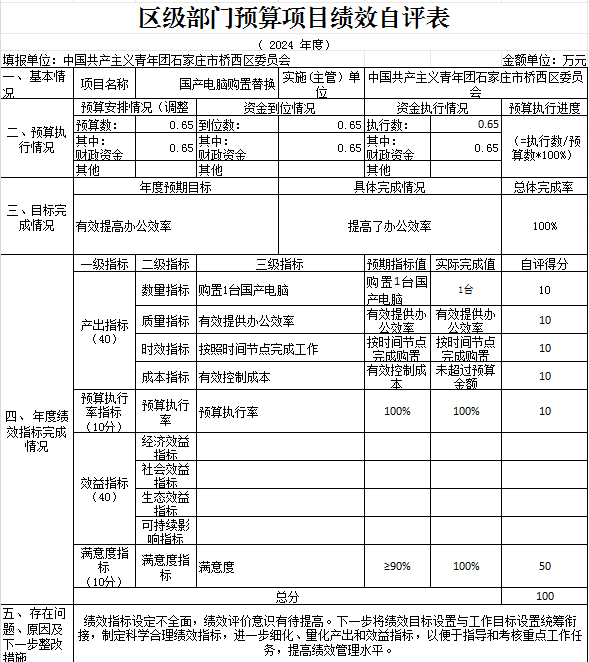 区级部门预算项目绩效自评表
( 2024 年度)
填报单位:中国共产主义青年团石家庄市桥西区委员会 金额单位:万元
一、基本情况 项目名称 国产电脑购置替换 实施(主管)单位 中国共产主义青年团石家庄市桥西区委员会
二、预算执行情况 预算安排情况(调整 资金到位情况 资金执行情况 预算执行进度
预算数: 0.65 到位数: 0.65 执行数: 0.65 (=执行数/预算数*100%)
其中:财政资金 0.65 其中:财政资金 0.65 其中:财政资金 0.65
其他 其他 其他
三、目标完成情况 年度预期目标 具体完成情况 总体完成率
有效提高办公效率 提高了办公效率 100%
四、年度绩效指标完成情况 一级指标 二级指标 三级指标 预期指标值 实际完成值 自评得分
产出指标(40) 数量指标 购置1台国产电脑 购置1台国产电脑 1台 10
质量指标 有效提供办公效率 有效提供办公效率 有效提供办公效率 10
时效指标 按照时间节点完成工作 按时间节点完成购置 按时间节点完成购置 10
成本指标 有效控制成本 有效控制成本 未超过预算金额 10
预算执行率指标(10分) 预算执行率 预算执行率 100% 100% 10
效益指标(40) 经济效益指标
社会效益指标
生态效益指标
可持续影响指标
满意度指标(10分) 满意度指标 满意度 ≥90% 100% 50
总分 100
五、存在问题、原因及下一步整改措施 绩效指标设定不全面,绩效评价意识有待提高。下一步将绩效目标设置与工作目标设置统筹衔接,制定科学合理绩效指标,进一步细化、量化产出和效益指标,以便于指导和考核重点工作任务,提高绩效管理水平。